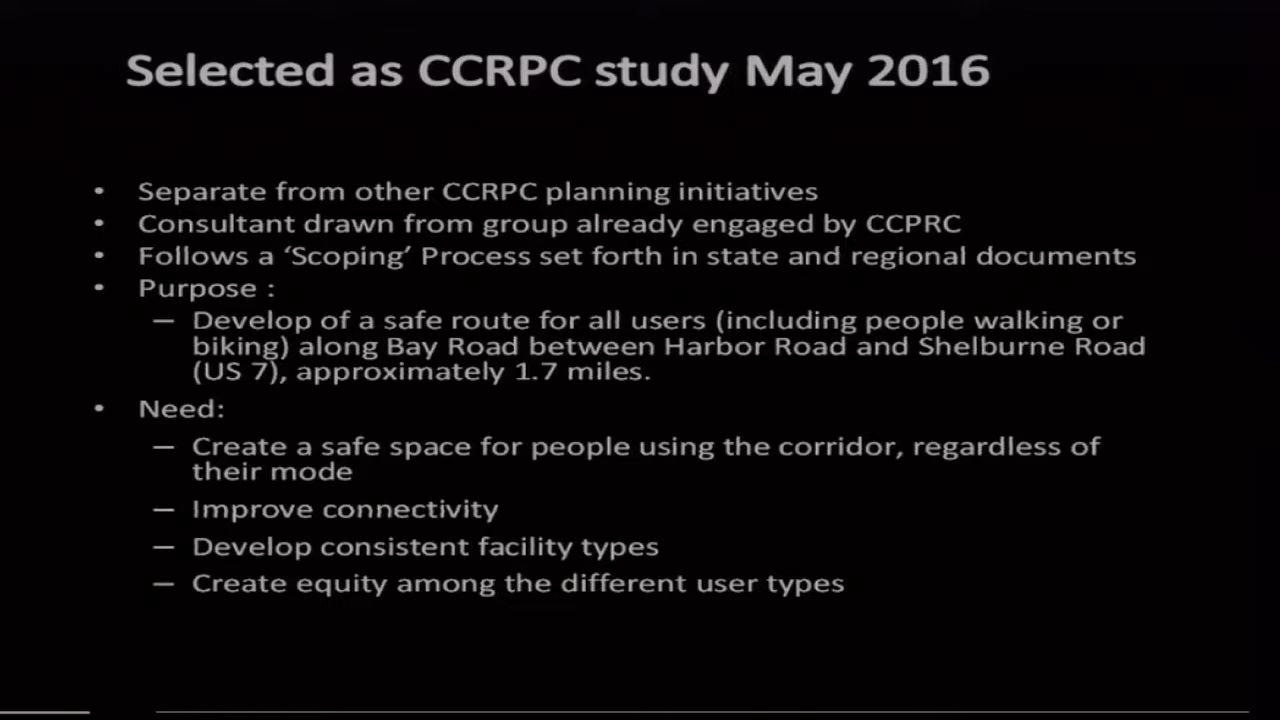 Selected as CCRPC study May 2016
• Separate from other CCRPC planning initiatives
• Consultant drawn from group already engaged by CCPRC
• Follows a ‘Scoping’ Process set forth in state and regional documents
• Purpose :
– Develop of a safe route for all users (including people walking or
biking) along Bay Road between Harbor Road and Shelburne Road
(US 7), approximately 1.7 miles.
• Need:
– Create a safe space for people using the corridor, regardless of
their mode
– Improve connectivity
– Develop consistent facility types
– Create equity among the different user types